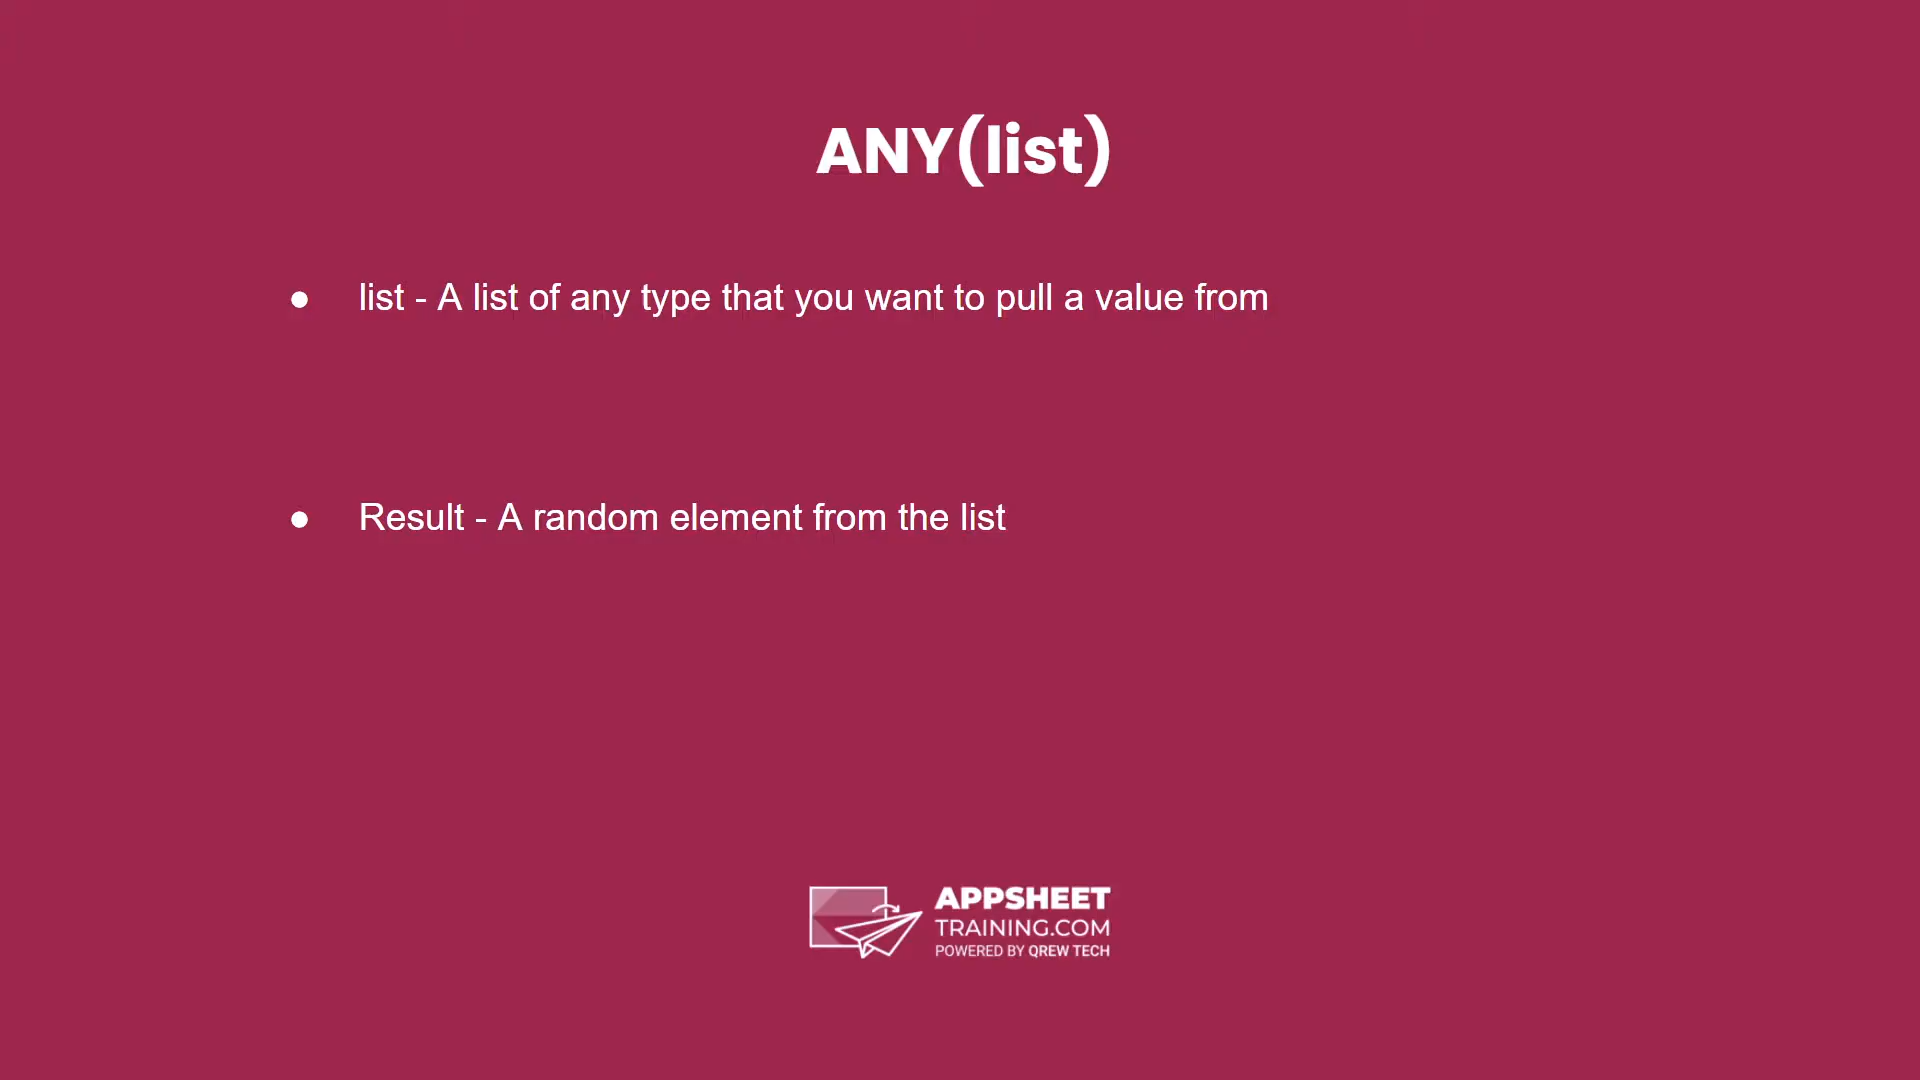 ANY(list)
● list - A list of any type that you want to pull a value from
● Result - A random element from the list
APPSHEET
TRAINING.COM
POWERED BY QREW TECH